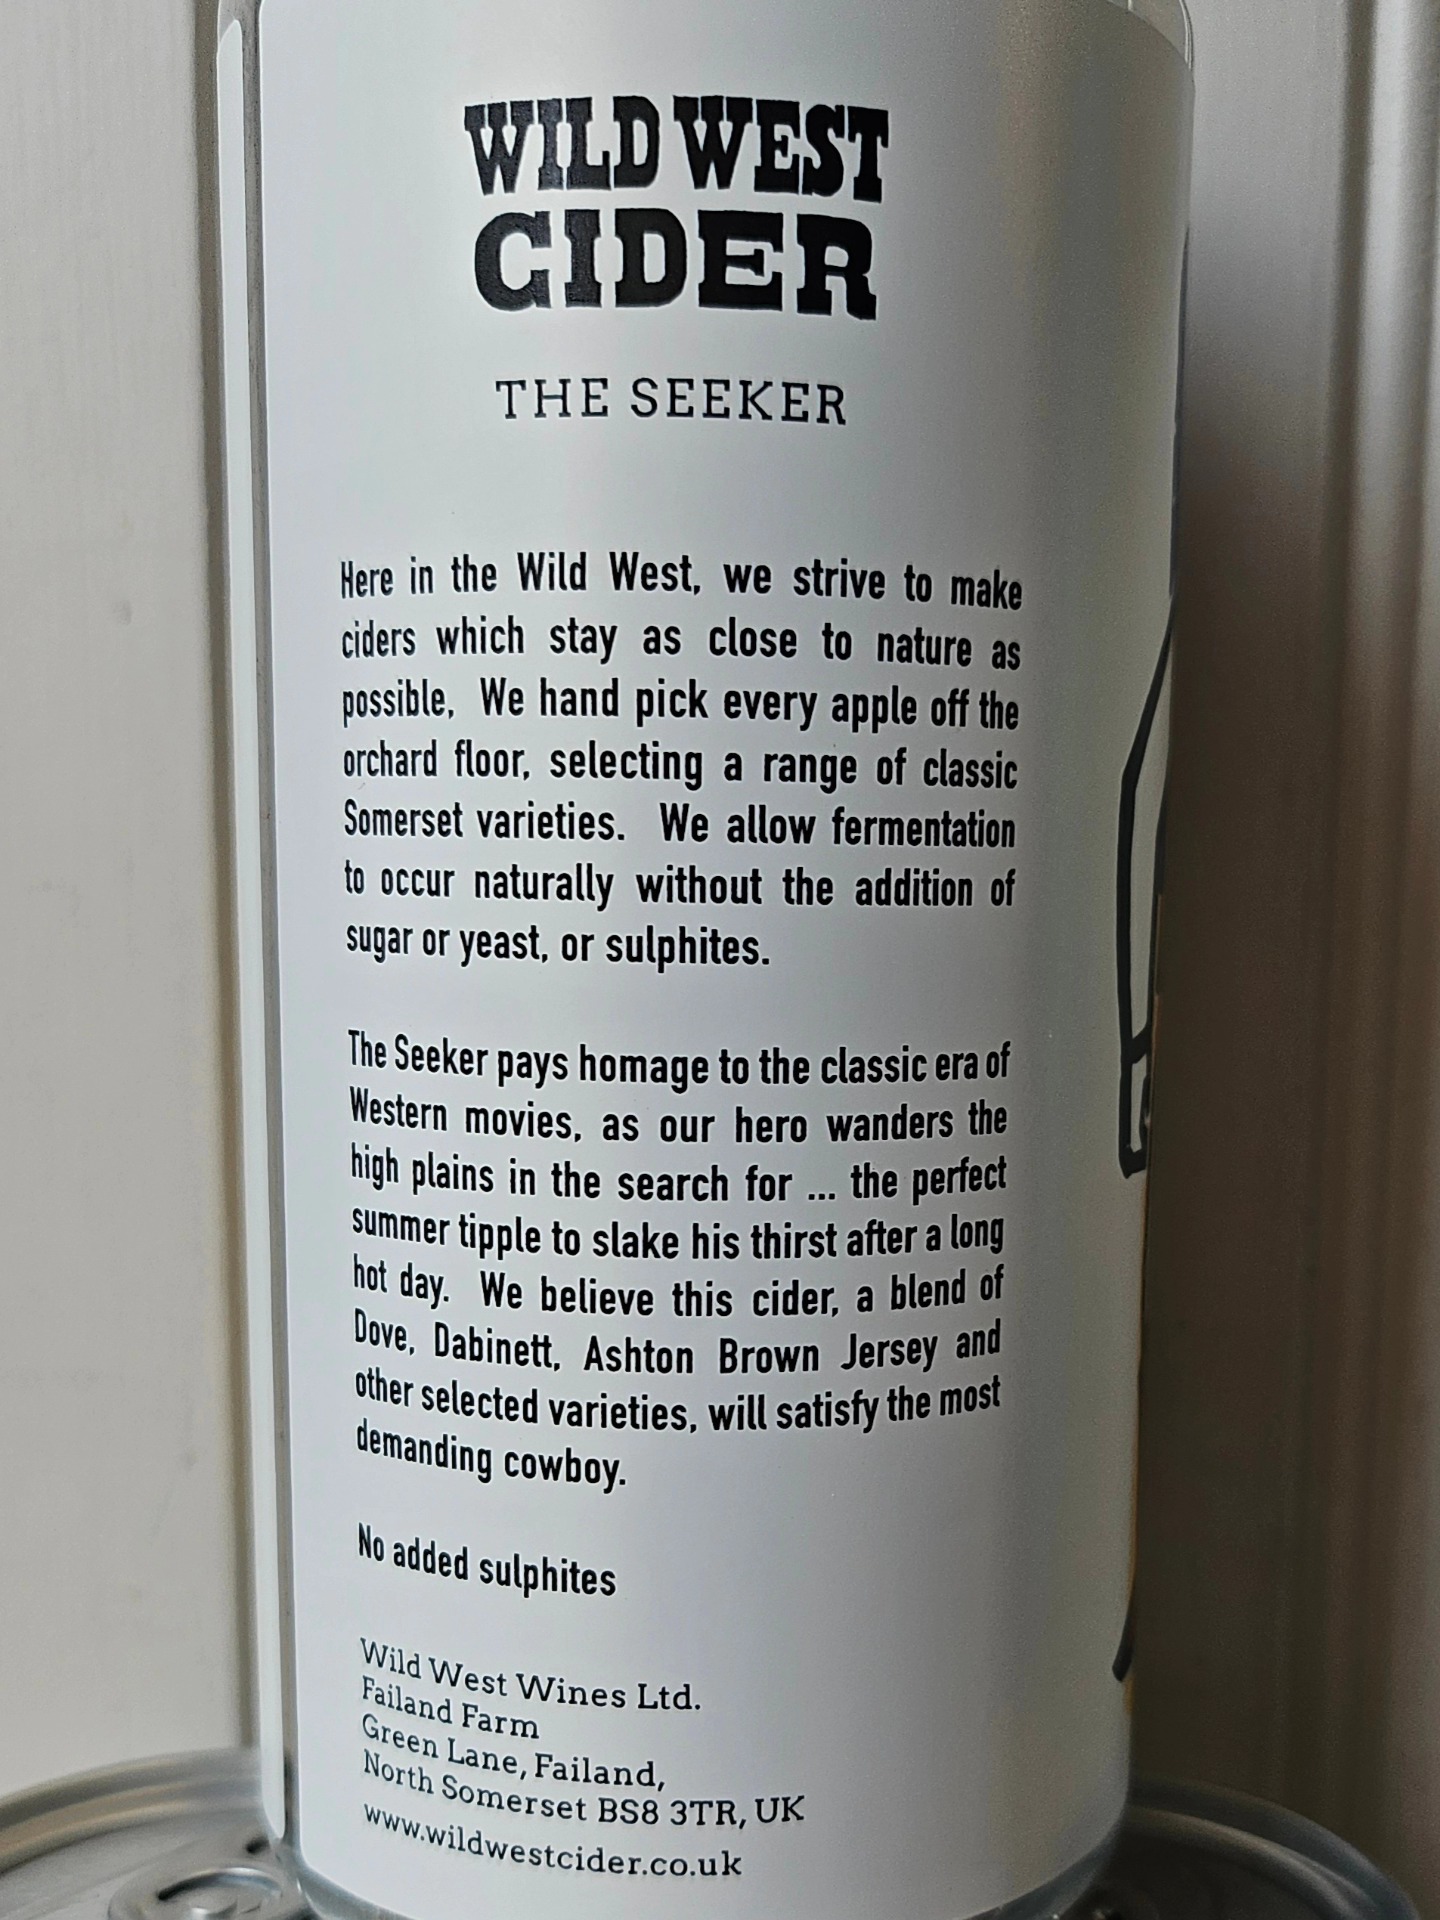 WILD WEST
CIDER
THE SEEKER
Here in the Wild West, we strive to make
ciders which stay as close to nature as
possible,  We hand pick every apple off the
orchard floor, selecting a range of classic
Somerset varieties.  We allow fermentation
to occur naturally without the addition of
sugar or yeast, or sulphites.
The Seeker pays homage to the classic era of
Western movies, as our hero wanders the
high plains in the search for ... the perfect
summer tipple to slake his thirst after a long
hot day.  We believe this cider, a blend of
Dove, Dabinett, Ashton Brown Jersey and
other selected varieties, will satisfy the most
demanding cowboy.
No added sulphites
Wild West Wines Ltd.
Failand Farm
Green Lane, Failand,
North Somerset BS8 3TR, UK
www.wildwestcider.co.uk